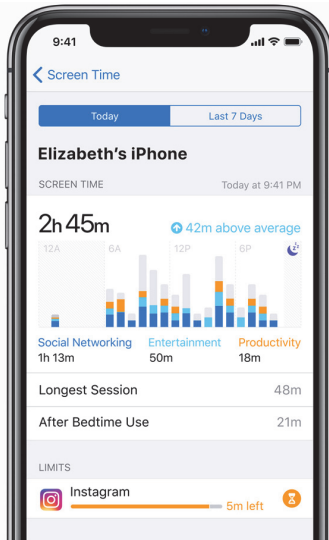 9:41
Screen Time
Today Last 7 Days
Elizabeth's iPhone
SCREEN TIME Today at 9:41 PM
2h 45m 42m above average
12A 6A 12P 6P
Social Networking Entertainment Productivity
1h 13m 50m 18m
Longest Session 48m
After Bedtime Use 21m
LIMITS
Instagram
5m left